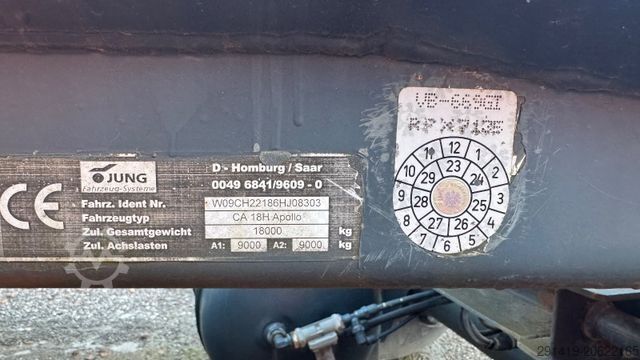 CE
JUNG
Fahrzeug-Systeme
D - Homburg / Saar
0049 6841/9609 - 0
Fahrz. Ident Nr. W09CH22186HJ08303
Fahrzeugtyp CA 18H Apollo
Zul. Gesamtgewicht 18000 kg
Zul. Achslasten A1: 9000 A2: 9000 kg
12 1 2 3 4 5 6 7 8 9 10
23 24 25 26 27 28 29
291419-20522195